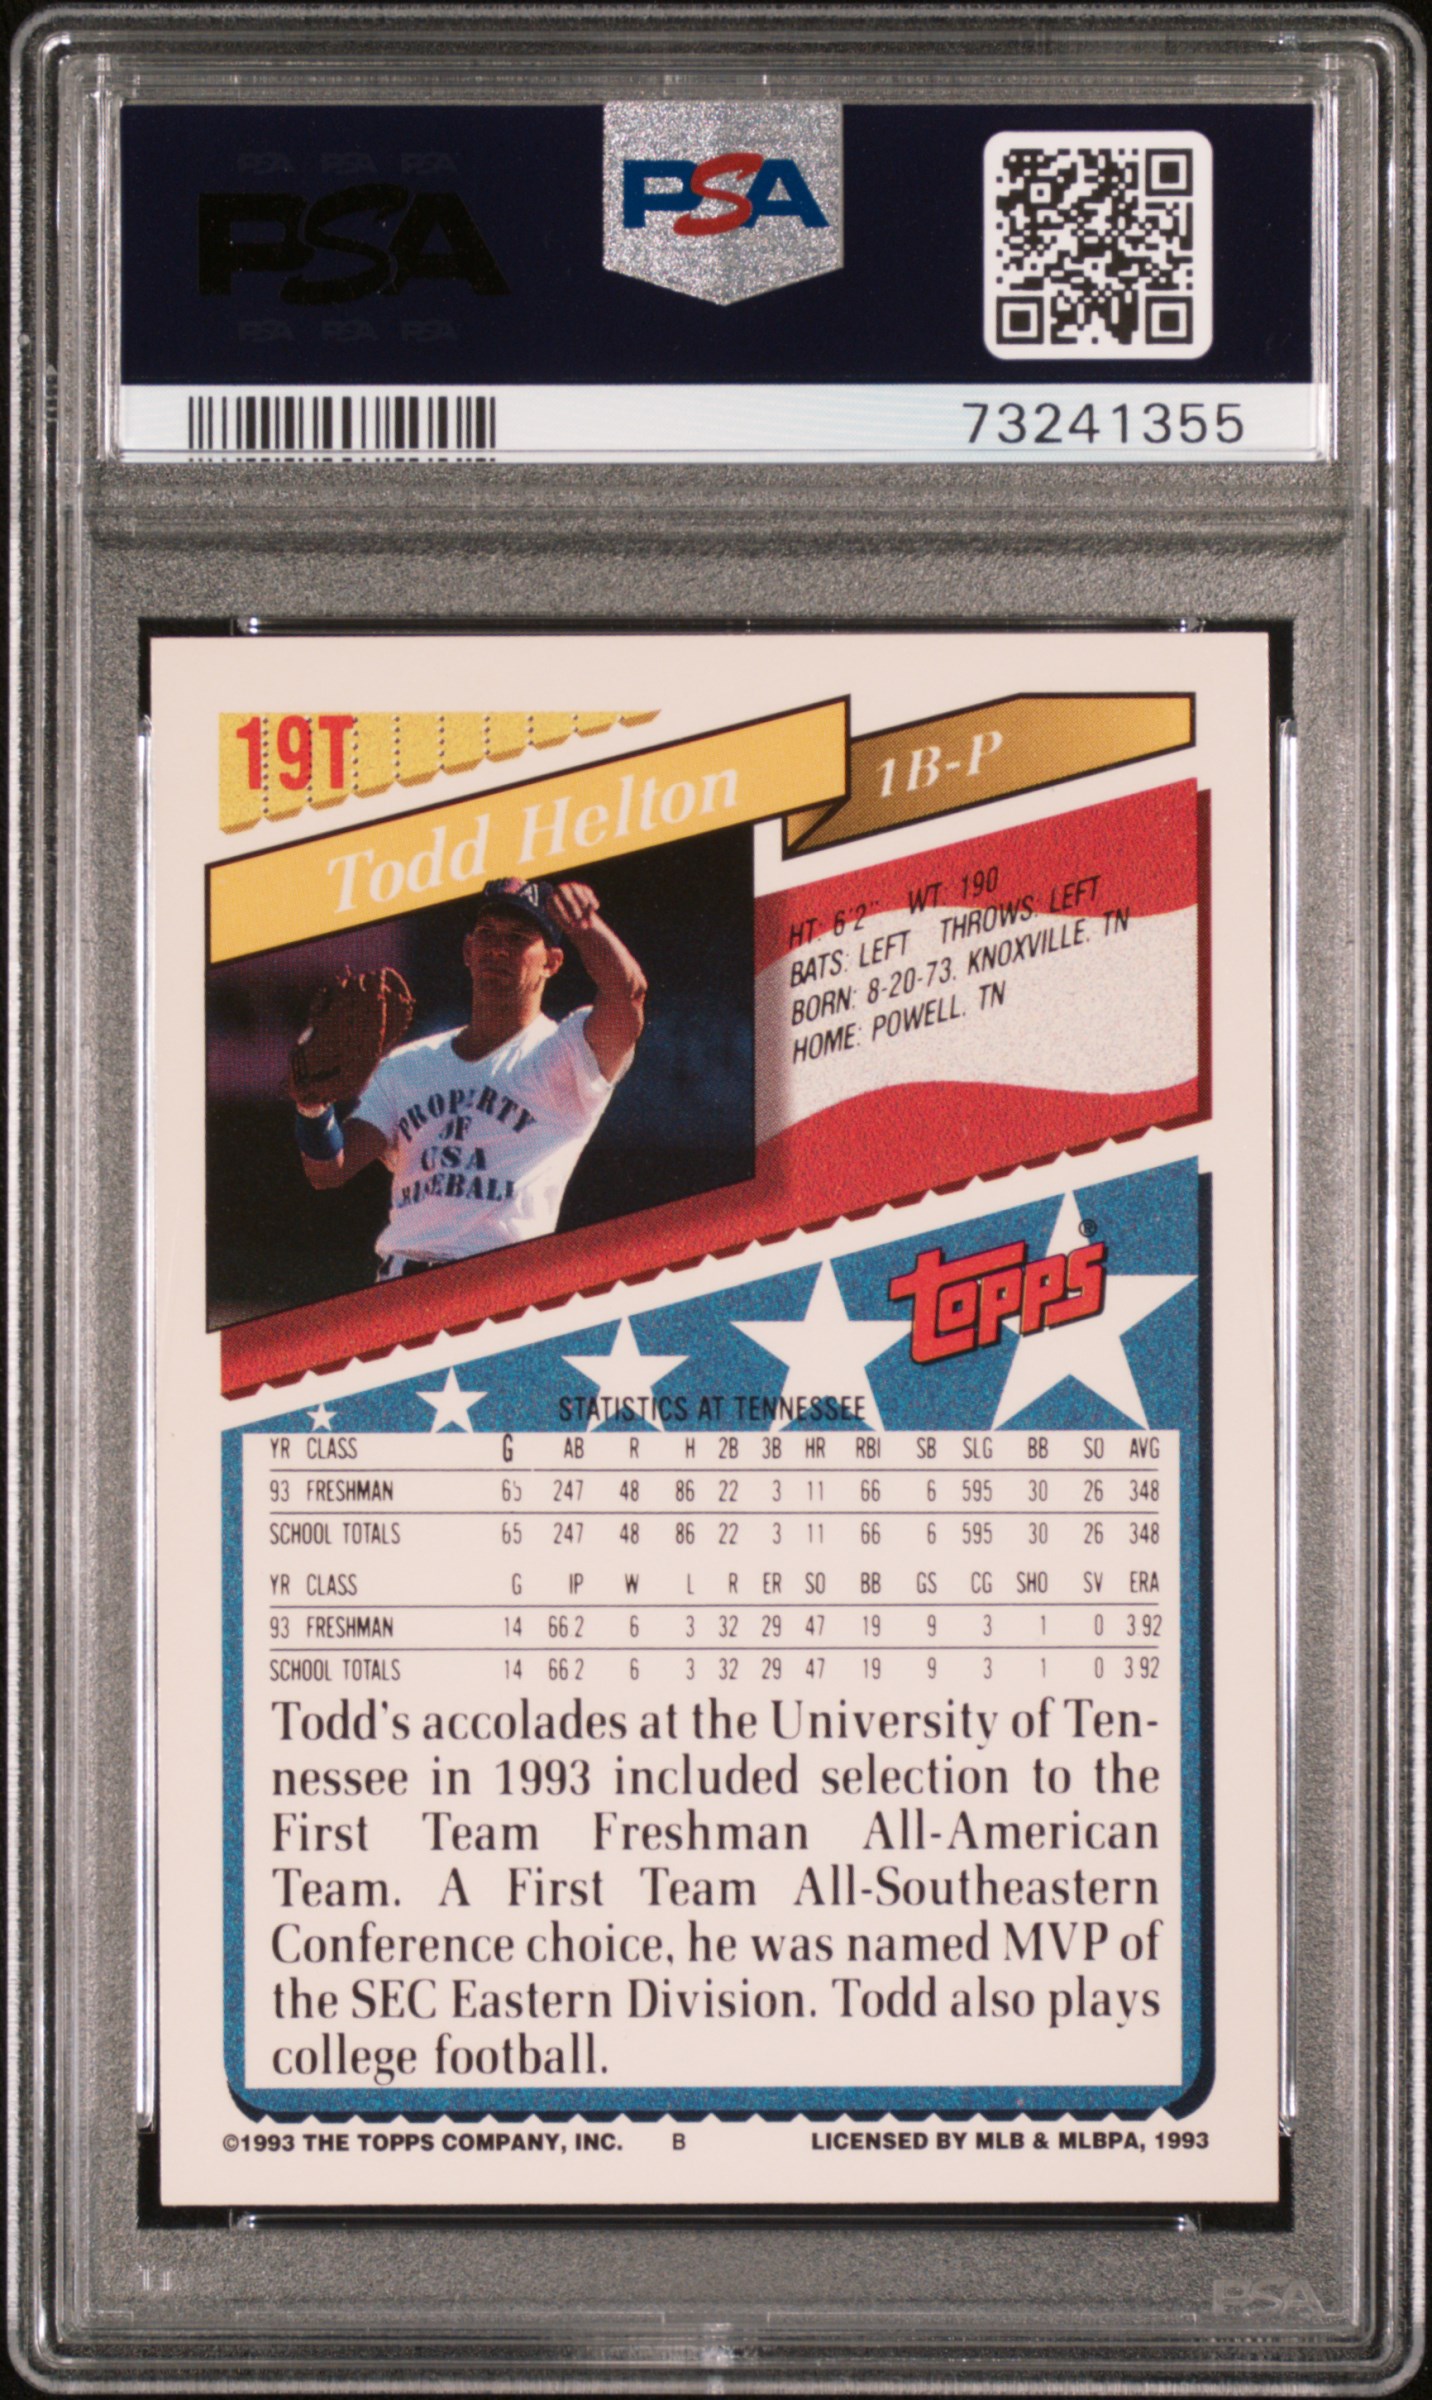 PSA PSA PSA
PSA
PSA PSA PSA
PSA
73241355
19T
Todd Helton
1B-P
HT: 6'2" WT: 190
BATS: LEFT THROWS: LEFT
BORN: 8-20-73, KNOXVILLE, TN
HOME: POWELL, TN
PROPERTY
OF
USA
BASEBALL
Topps®
STATISTICS AT TENNESSEE
YR CLASS G AB R H 2B 3B HR RBI SB SLG BB SO AVG
93 FRESHMAN 65 247 48 86 22 3 11 66 6 595 30 26 348
SCHOOL TOTALS 65 247 48 86 22 3 11 66 6 595 30 26 348
YR CLASS G IP W L R ER SO BB GS CG SHO SV ERA
93 FRESHMAN 14 66.2 6 3 32 29 47 19 9 3 1 0 3.92
SCHOOL TOTALS 14 66.2 6 3 32 29 47 19 9 3 1 0 3.92
Todd's accolades at the University of Ten-
nessee in 1993 included selection to the
First Team Freshman All-American
Team. A First Team All-Southeastern
Conference choice, he was named MVP of
the SEC Eastern Division. Todd also plays
college football.
©1993 THE TOPPS COMPANY, INC. B LICENSED BY MLB & MLBPA, 1993
PSA